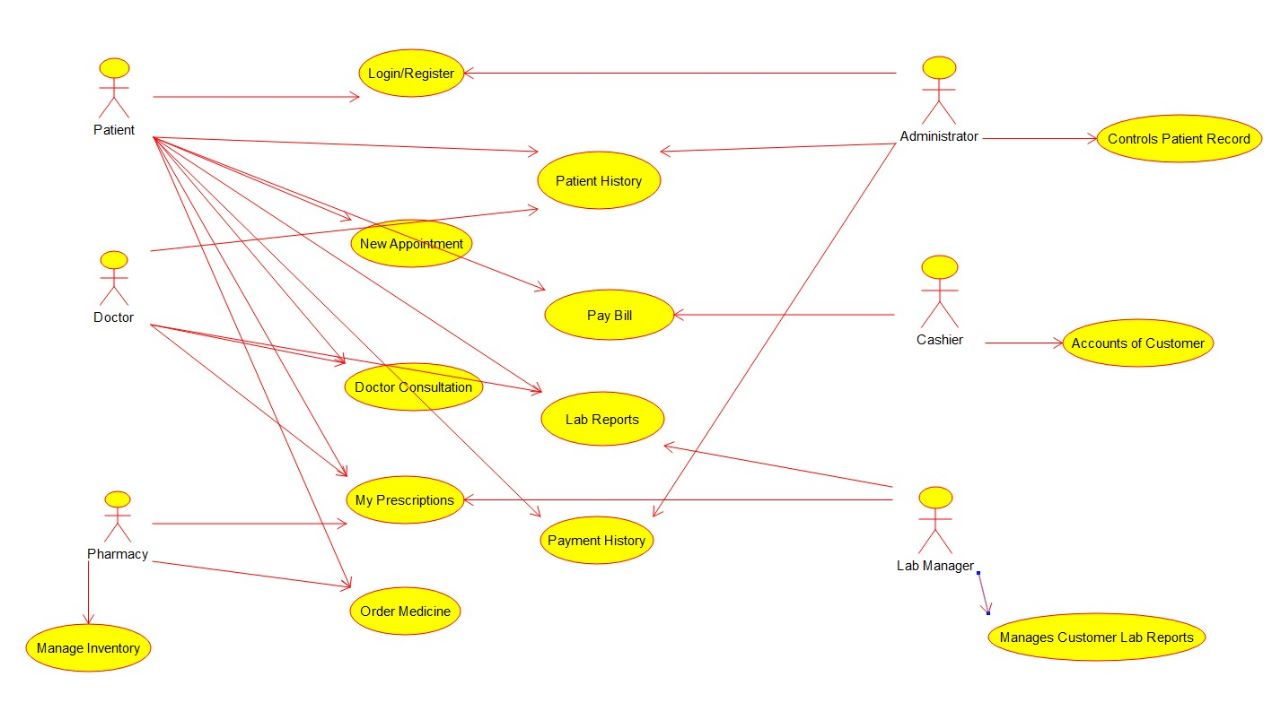 Login/Register
Patient
Administrator
Controls Patient Record
Patient History
New Appointment
Doctor
Pay Bill
Cashier
Accounts of Customer
Doctor Consultation
Lab Reports
My Prescriptions
Payment History
Pharmacy
Lab Manager
Order Medicine
Manages Customer Lab Reports
Manage Inventory